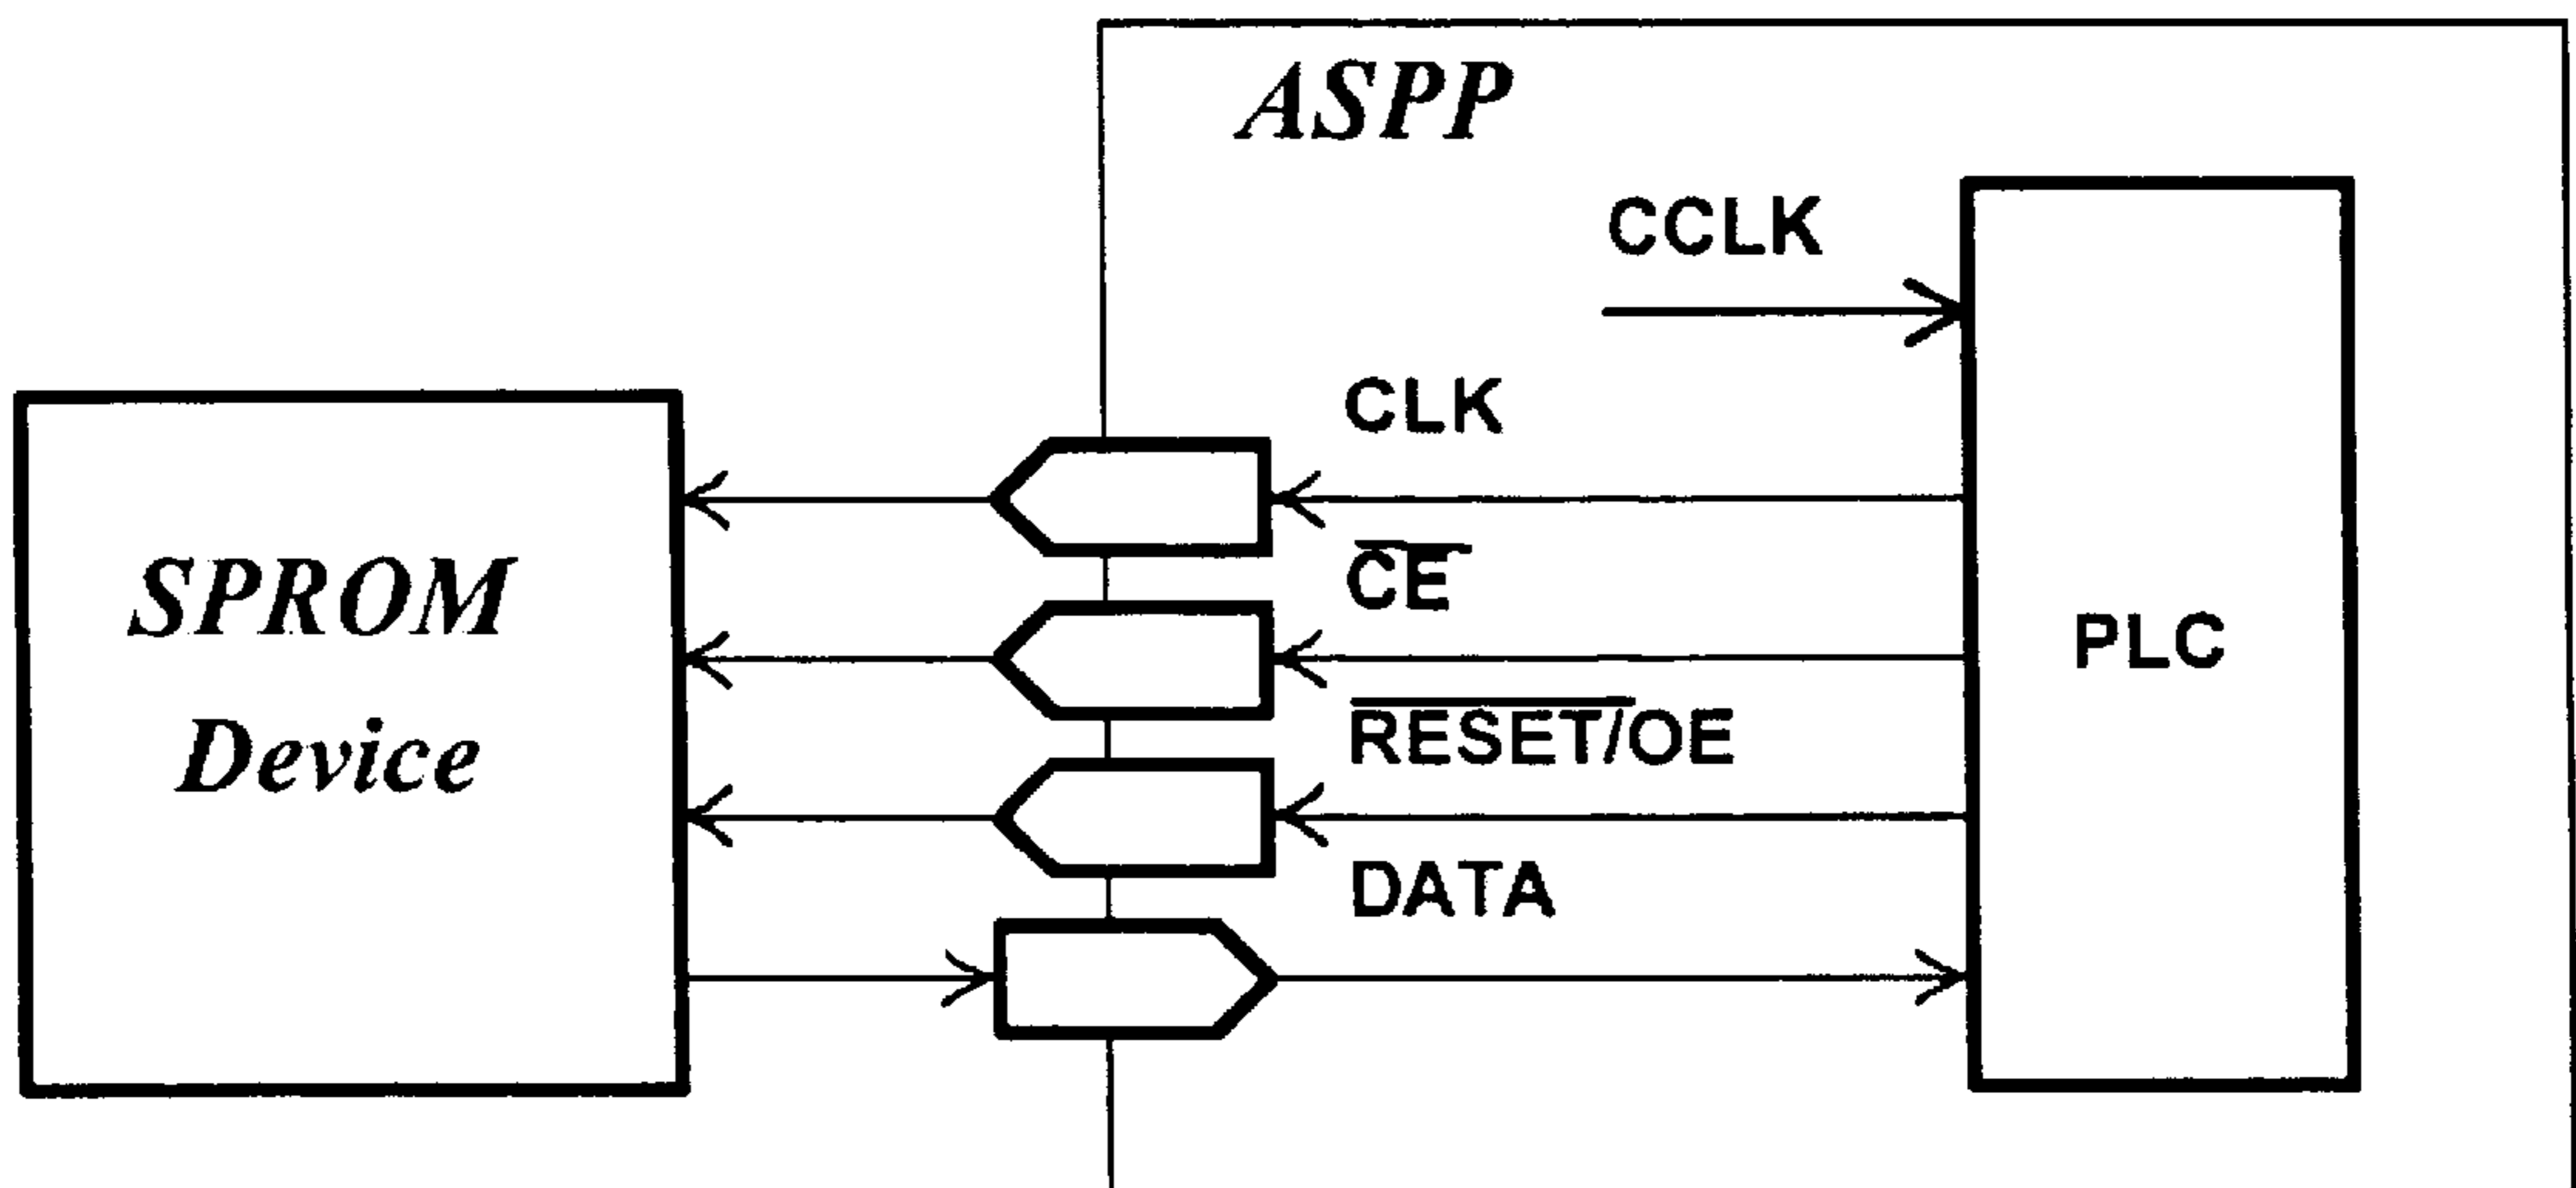 ASPP
CCLK
CLK
CE
SPROM
Device
PLC
RESET/OE
DATA